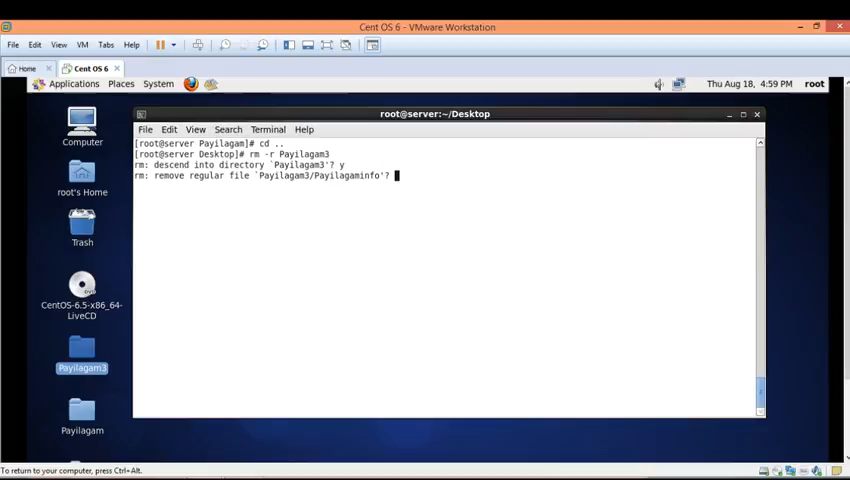 Cent OS 6 - VMware Workstation
File Edit View VM Tabs Help
Home Cent OS 6
Applications Places System Thu Aug 18, 4:59 PM root
root@server:~/Desktop
File Edit View Search Terminal Help
[root@server Payilagam]# cd ..
[root@server Desktop]# rm -r Payilagam3
rm: descend into directory `Payilagam3'? y
rm: remove regular file `Payilagam3/Payilagaminfo'?
Computer
root's Home
Trash
CentOS-6.5-x86_64-
LiveCD
Payilagam3
Payilagam
To return to your computer, press Ctrl+Alt.